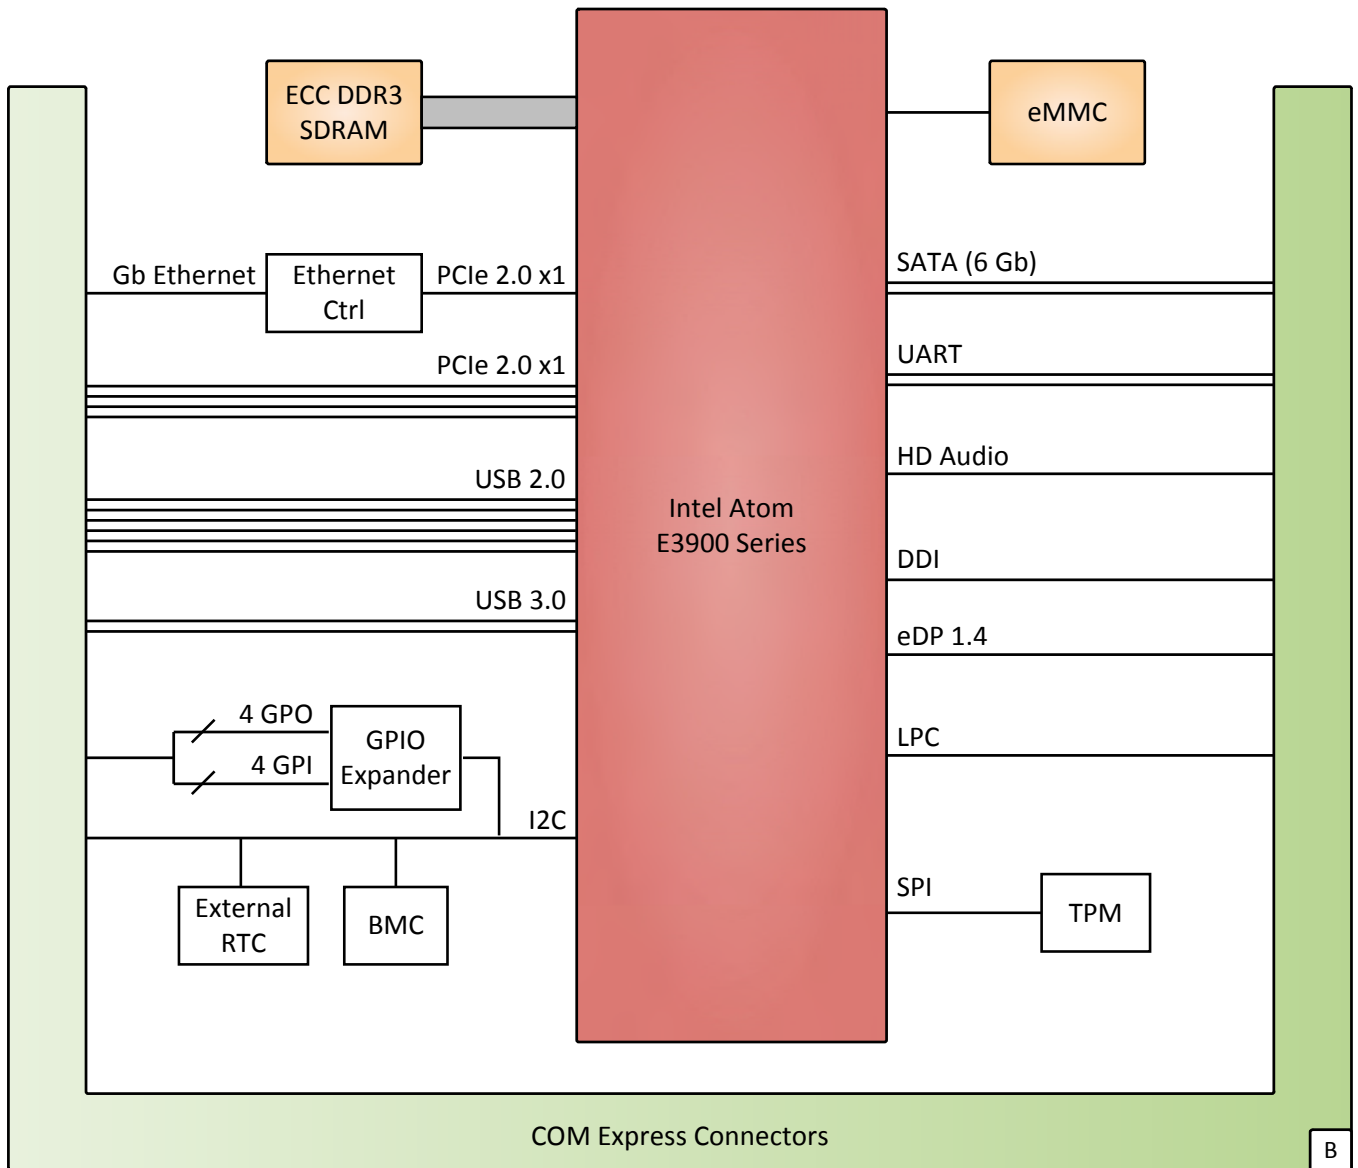 ECC DDR3
SDRAM
eMMC
Gb Ethernet
Ethernet
Ctrl
PCIe 2.0 x1
PCIe 2.0 x1
USB 2.0
USB 3.0
4 GPO
4 GPI
GPIO
Expander
I2C
External
RTC
BMC
Intel Atom
E3900 Series
SATA (6 Gb)
UART
HD Audio
DDI
eDP 1.4
LPC
SPI
TPM
COM Express Connectors
B